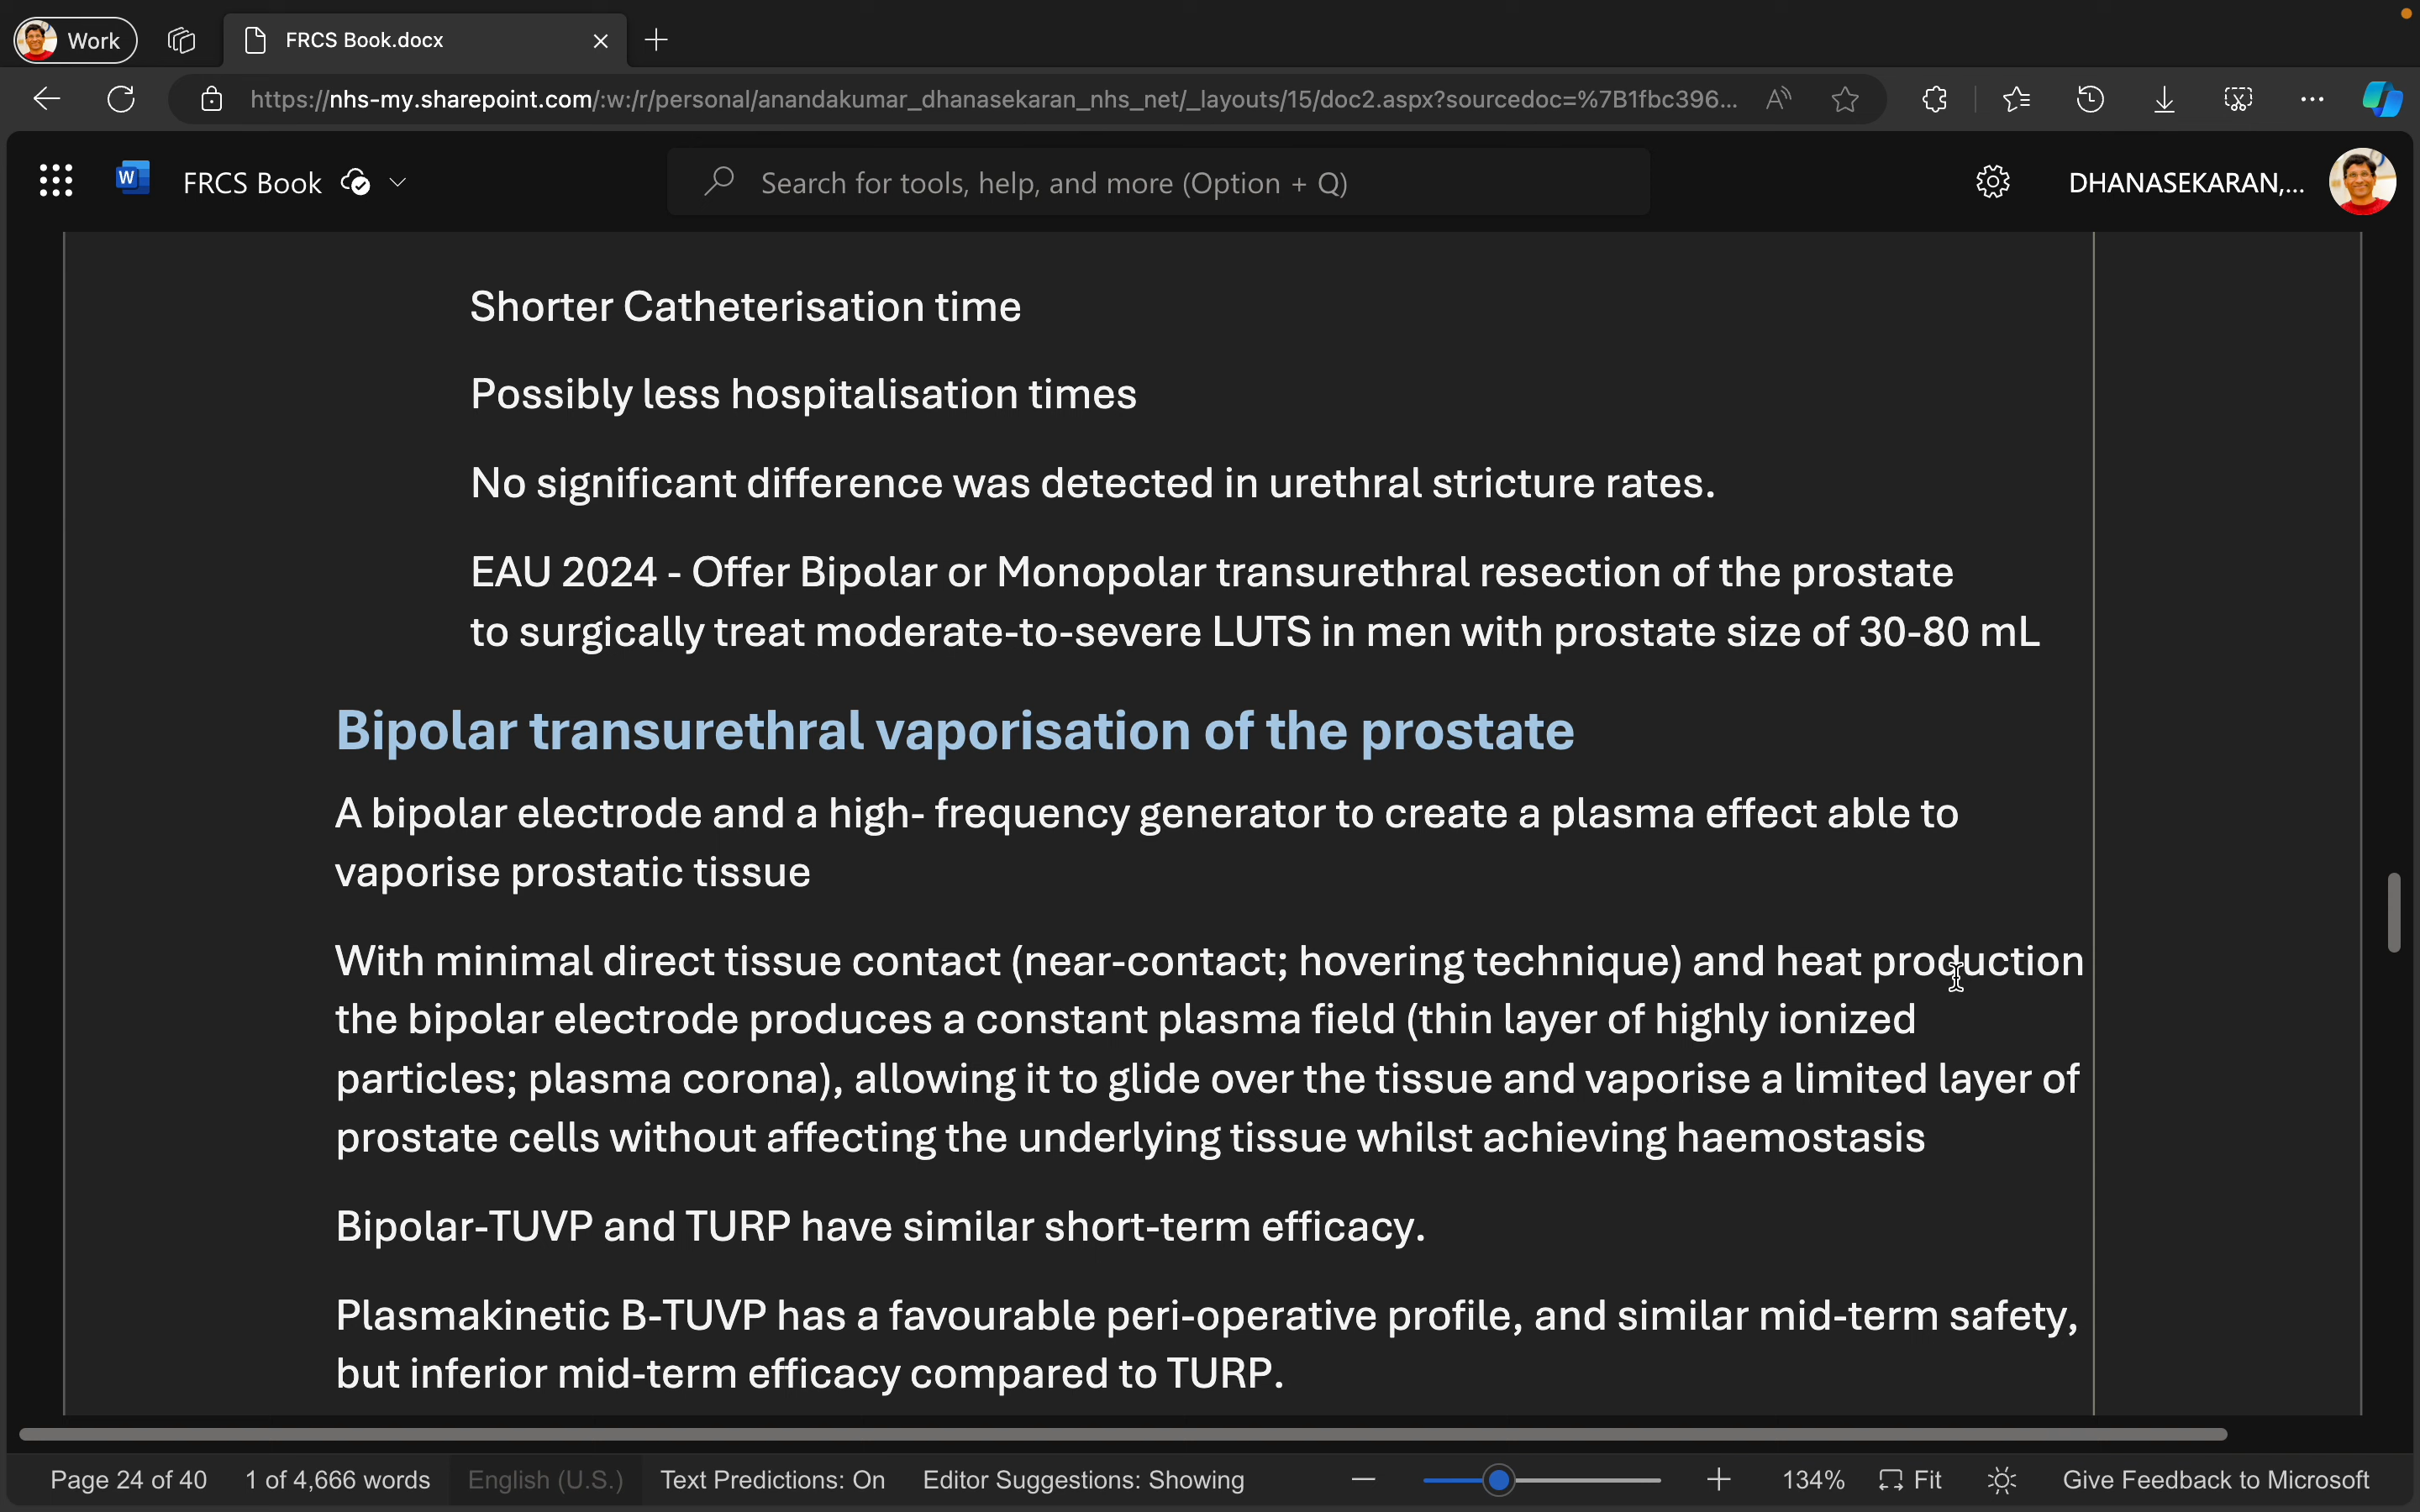 Work
FRCS Book.docx
https://nhs-my.sharepoint.com/:w:/r/personal/anandakumar_dhanasekaran_nhs_net/_layouts/15/doc2.aspx?sourcedoc=%7B1fbc396...
FRCS Book
Search for tools, help, and more (Option + Q)
DHANASEKARAN,...
Shorter Catheterisation time
Possibly less hospitalisation times
No significant difference was detected in urethral stricture rates.
EAU 2024 - Offer Bipolar or Monopolar transurethral resection of the prostate
to surgically treat moderate-to-severe LUTS in men with prostate size of 30-80 mL
Bipolar transurethral vaporisation of the prostate
A bipolar electrode and a high- frequency generator to create a plasma effect able to
vaporise prostatic tissue
With minimal direct tissue contact (near-contact; hovering technique) and heat production
the bipolar electrode produces a constant plasma field (thin layer of highly ionized
particles; plasma corona), allowing it to glide over the tissue and vaporise a limited layer of
prostate cells without affecting the underlying tissue whilst achieving haemostasis
Bipolar-TUVP and TURP have similar short-term efficacy.
Plasmakinetic B-TUVP has a favourable peri-operative profile, and similar mid-term safety,
but inferior mid-term efficacy compared to TURP.
Page 24 of 40 1 of 4,666 words English (U.S.) Text Predictions: On Editor Suggestions: Showing 134% Fit Give Feedback to Microsoft